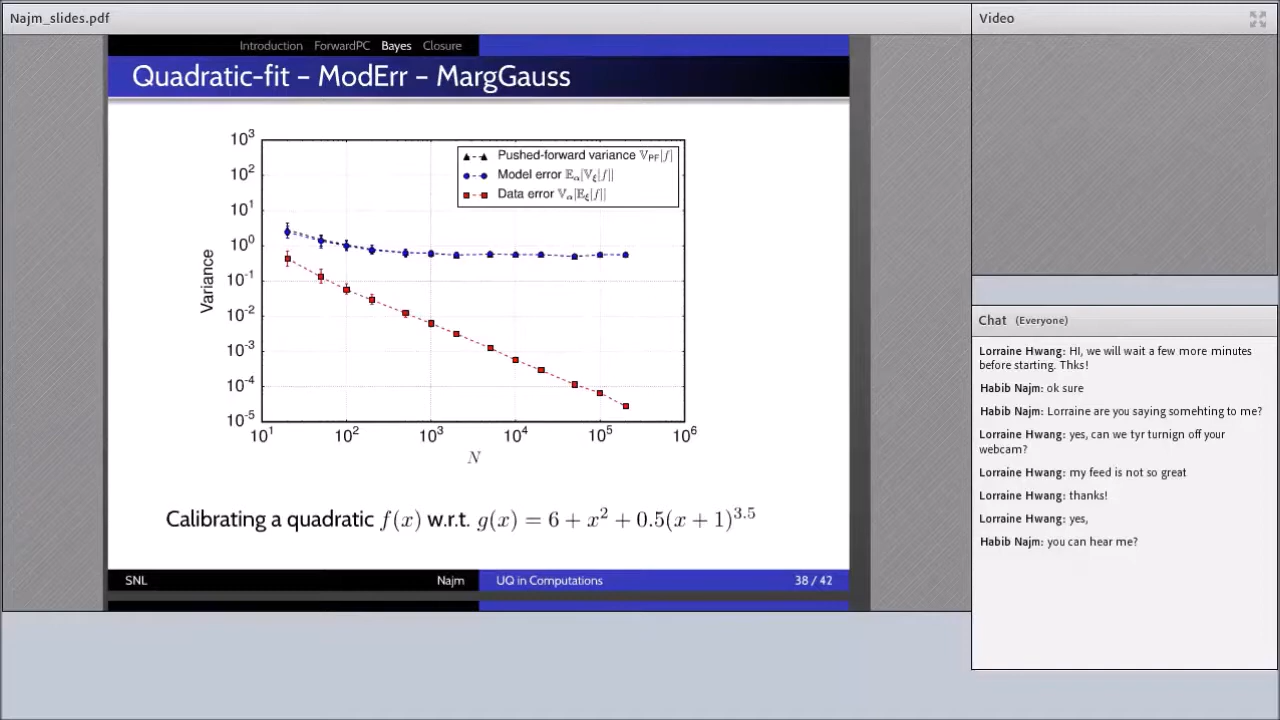 Najm_slides.pdf
Video
Introduction ForwardPC Bayes Closure
Quadratic-fit – ModErr – MargGauss
10³
10²
10¹
10⁰
10⁻¹
10⁻²
10⁻³
10⁻⁴
10⁻⁵
Variance
Pushed-forward variance 𝕍_PF[f]
Model error 𝔼_α[𝕍_ξ[f]]
Data error 𝕍_α[𝔼_ξ[f]]
10¹ 10² 10³ 10⁴ 10⁵ 10⁶
N
Calibrating a quadratic f(x) w.r.t. g(x) = 6 + x² + 0.5(x + 1)³·⁵
SNL Najm UQ in Computations 38 / 42
Chat (Everyone)
Lorraine Hwang: HI, we will wait a few more minutes
before starting. Thks!
Habib Najm: ok sure
Habib Najm: Lorraine are you saying somehting to me?
Lorraine Hwang: yes, can we tyr turnign off your
webcam?
Lorraine Hwang: my feed is not so great
Lorraine Hwang: thanks!
Lorraine Hwang: yes,
Habib Najm: you can hear me?